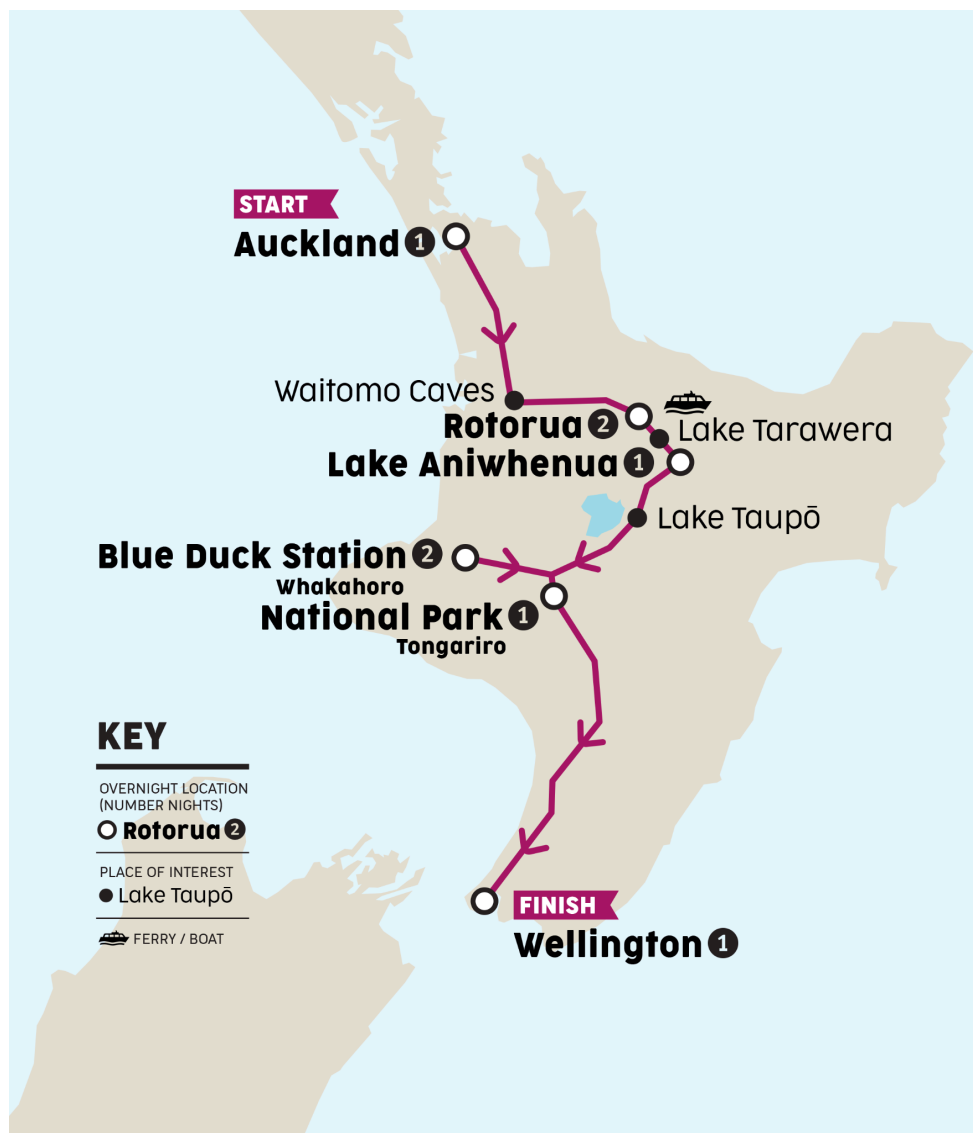 START
Auckland 1
Waitomo Caves
Rotorua 2
Lake Tarawera
Lake Aniwhenua 1
Lake Taupō
Blue Duck Station 2
Whakahoro
National Park 1
Tongariro
KEY
OVERNIGHT LOCATION
(NUMBER NIGHTS)
Rotorua 2
PLACE OF INTEREST
Lake Taupō
FERRY / BOAT
FINISH
Wellington 1